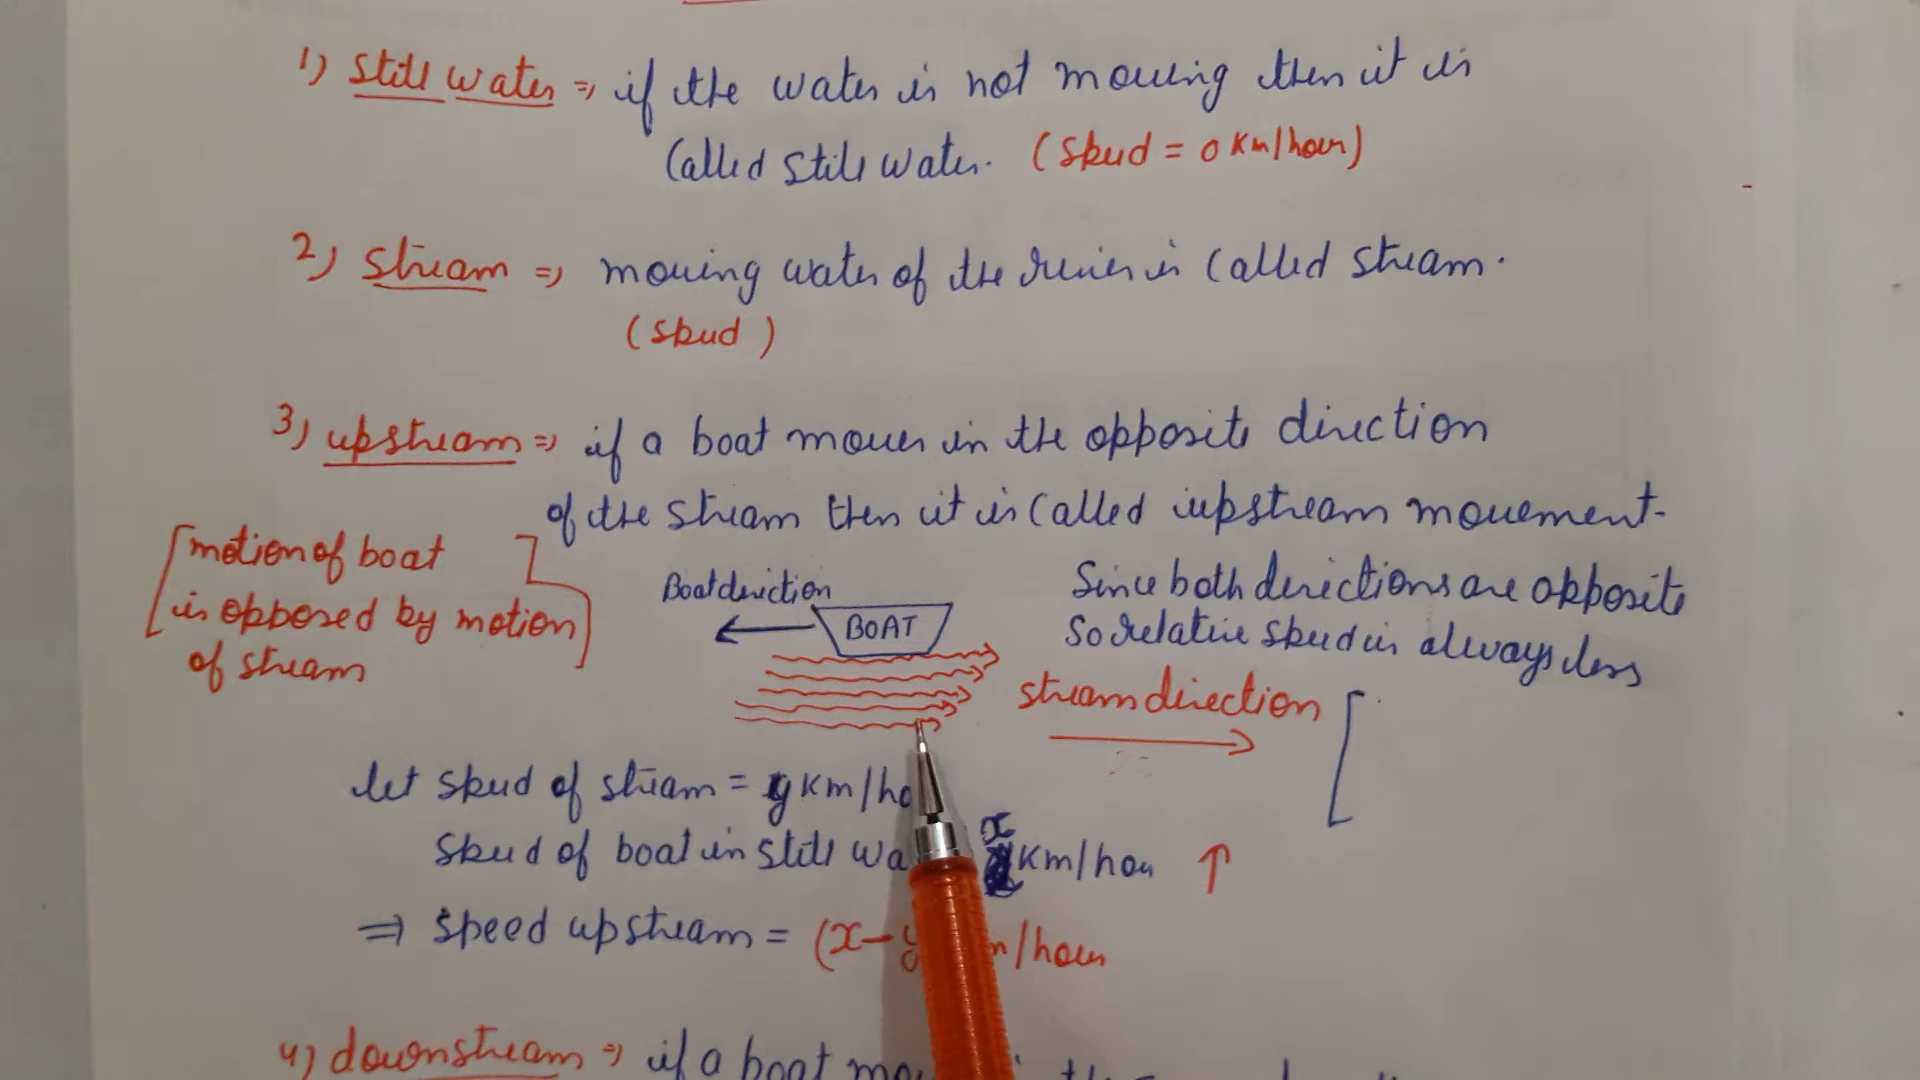 1) Still water ⇒ if the water is not moving then it is
called still water. (speed = 0 km/hour)
2) Stream ⇒ moving water of the river is called stream.
(speed )
3) upstream ⇒ if a boat moves in the opposite direction
of the stream then it is called upstream movement.
[motion of boat
is opposed by motion
of stream]
Boat direction
BOAT
Since both directions are opposite
So relative speed is always less
stream direction
let speed of stream = y km/ho
Speed of boat in still wa x km/hou ↑
⇒ speed upstream = (x-y m/hour
4) downstream ⇒ if a boat mo